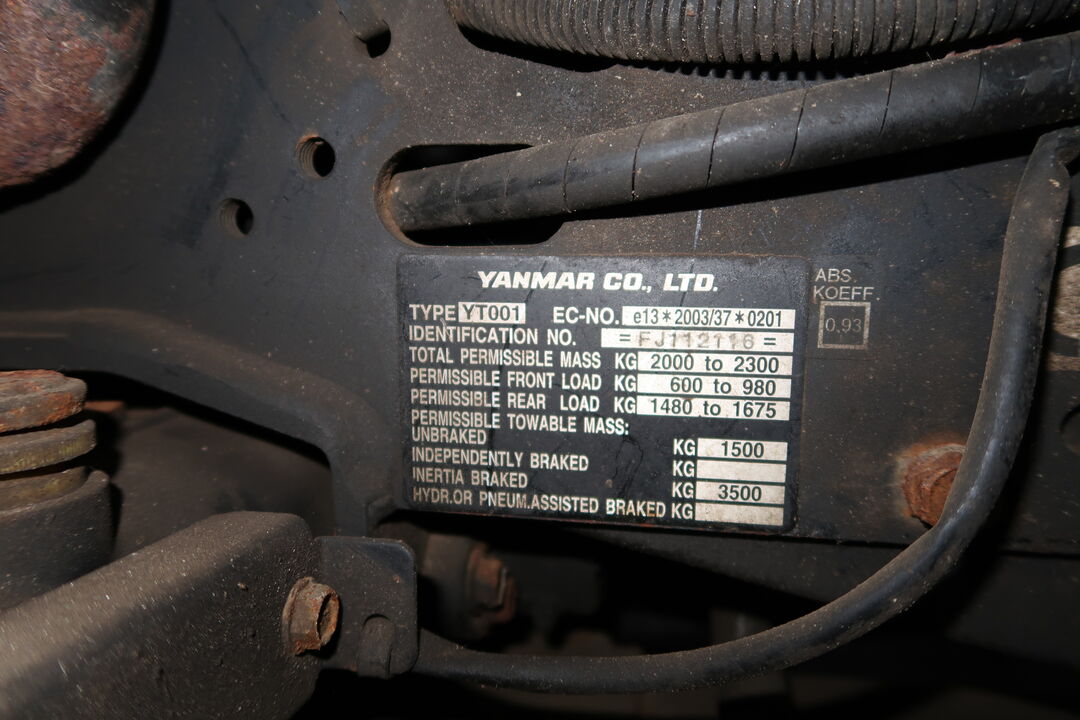 YANMAR CO., LTD.
TYPE YT001 EC-NO. e13*2003/37*0201
IDENTIFICATION NO. =FJ112116=
TOTAL PERMISSIBLE MASS KG 2000 to 2300
PERMISSIBLE FRONT LOAD KG 600 to 980
PERMISSIBLE REAR LOAD KG 1480 to 1675
PERMISSIBLE TOWABLE MASS:
UNBRAKED KG 1500
INDEPENDENTLY BRAKED KG
INERTIA BRAKED KG 3500
HYDR.OR PNEUM.ASSISTED BRAKED KG
ABS.
KOEFF.
0.93